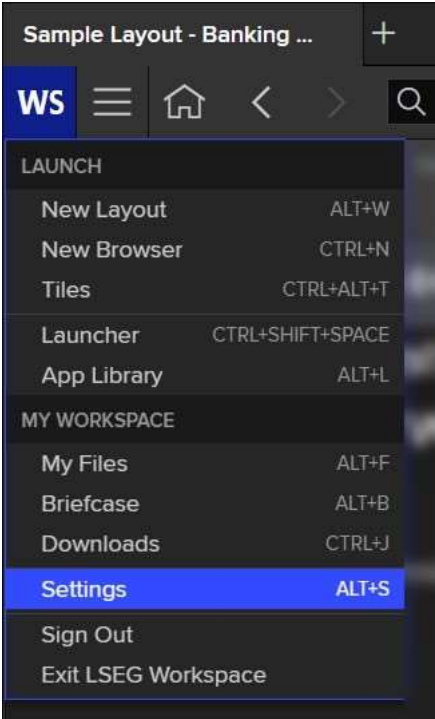 Sample Layout - Banking ...
WS
LAUNCH
New Layout ALT+W
New Browser CTRL+N
Tiles CTRL+ALT+T
Launcher CTRL+SHIFT+SPACE
App Library ALT+L
MY WORKSPACE
My Files ALT+F
Briefcase ALT+B
Downloads CTRL+J
Settings ALT+S
Sign Out
Exit LSEG Workspace